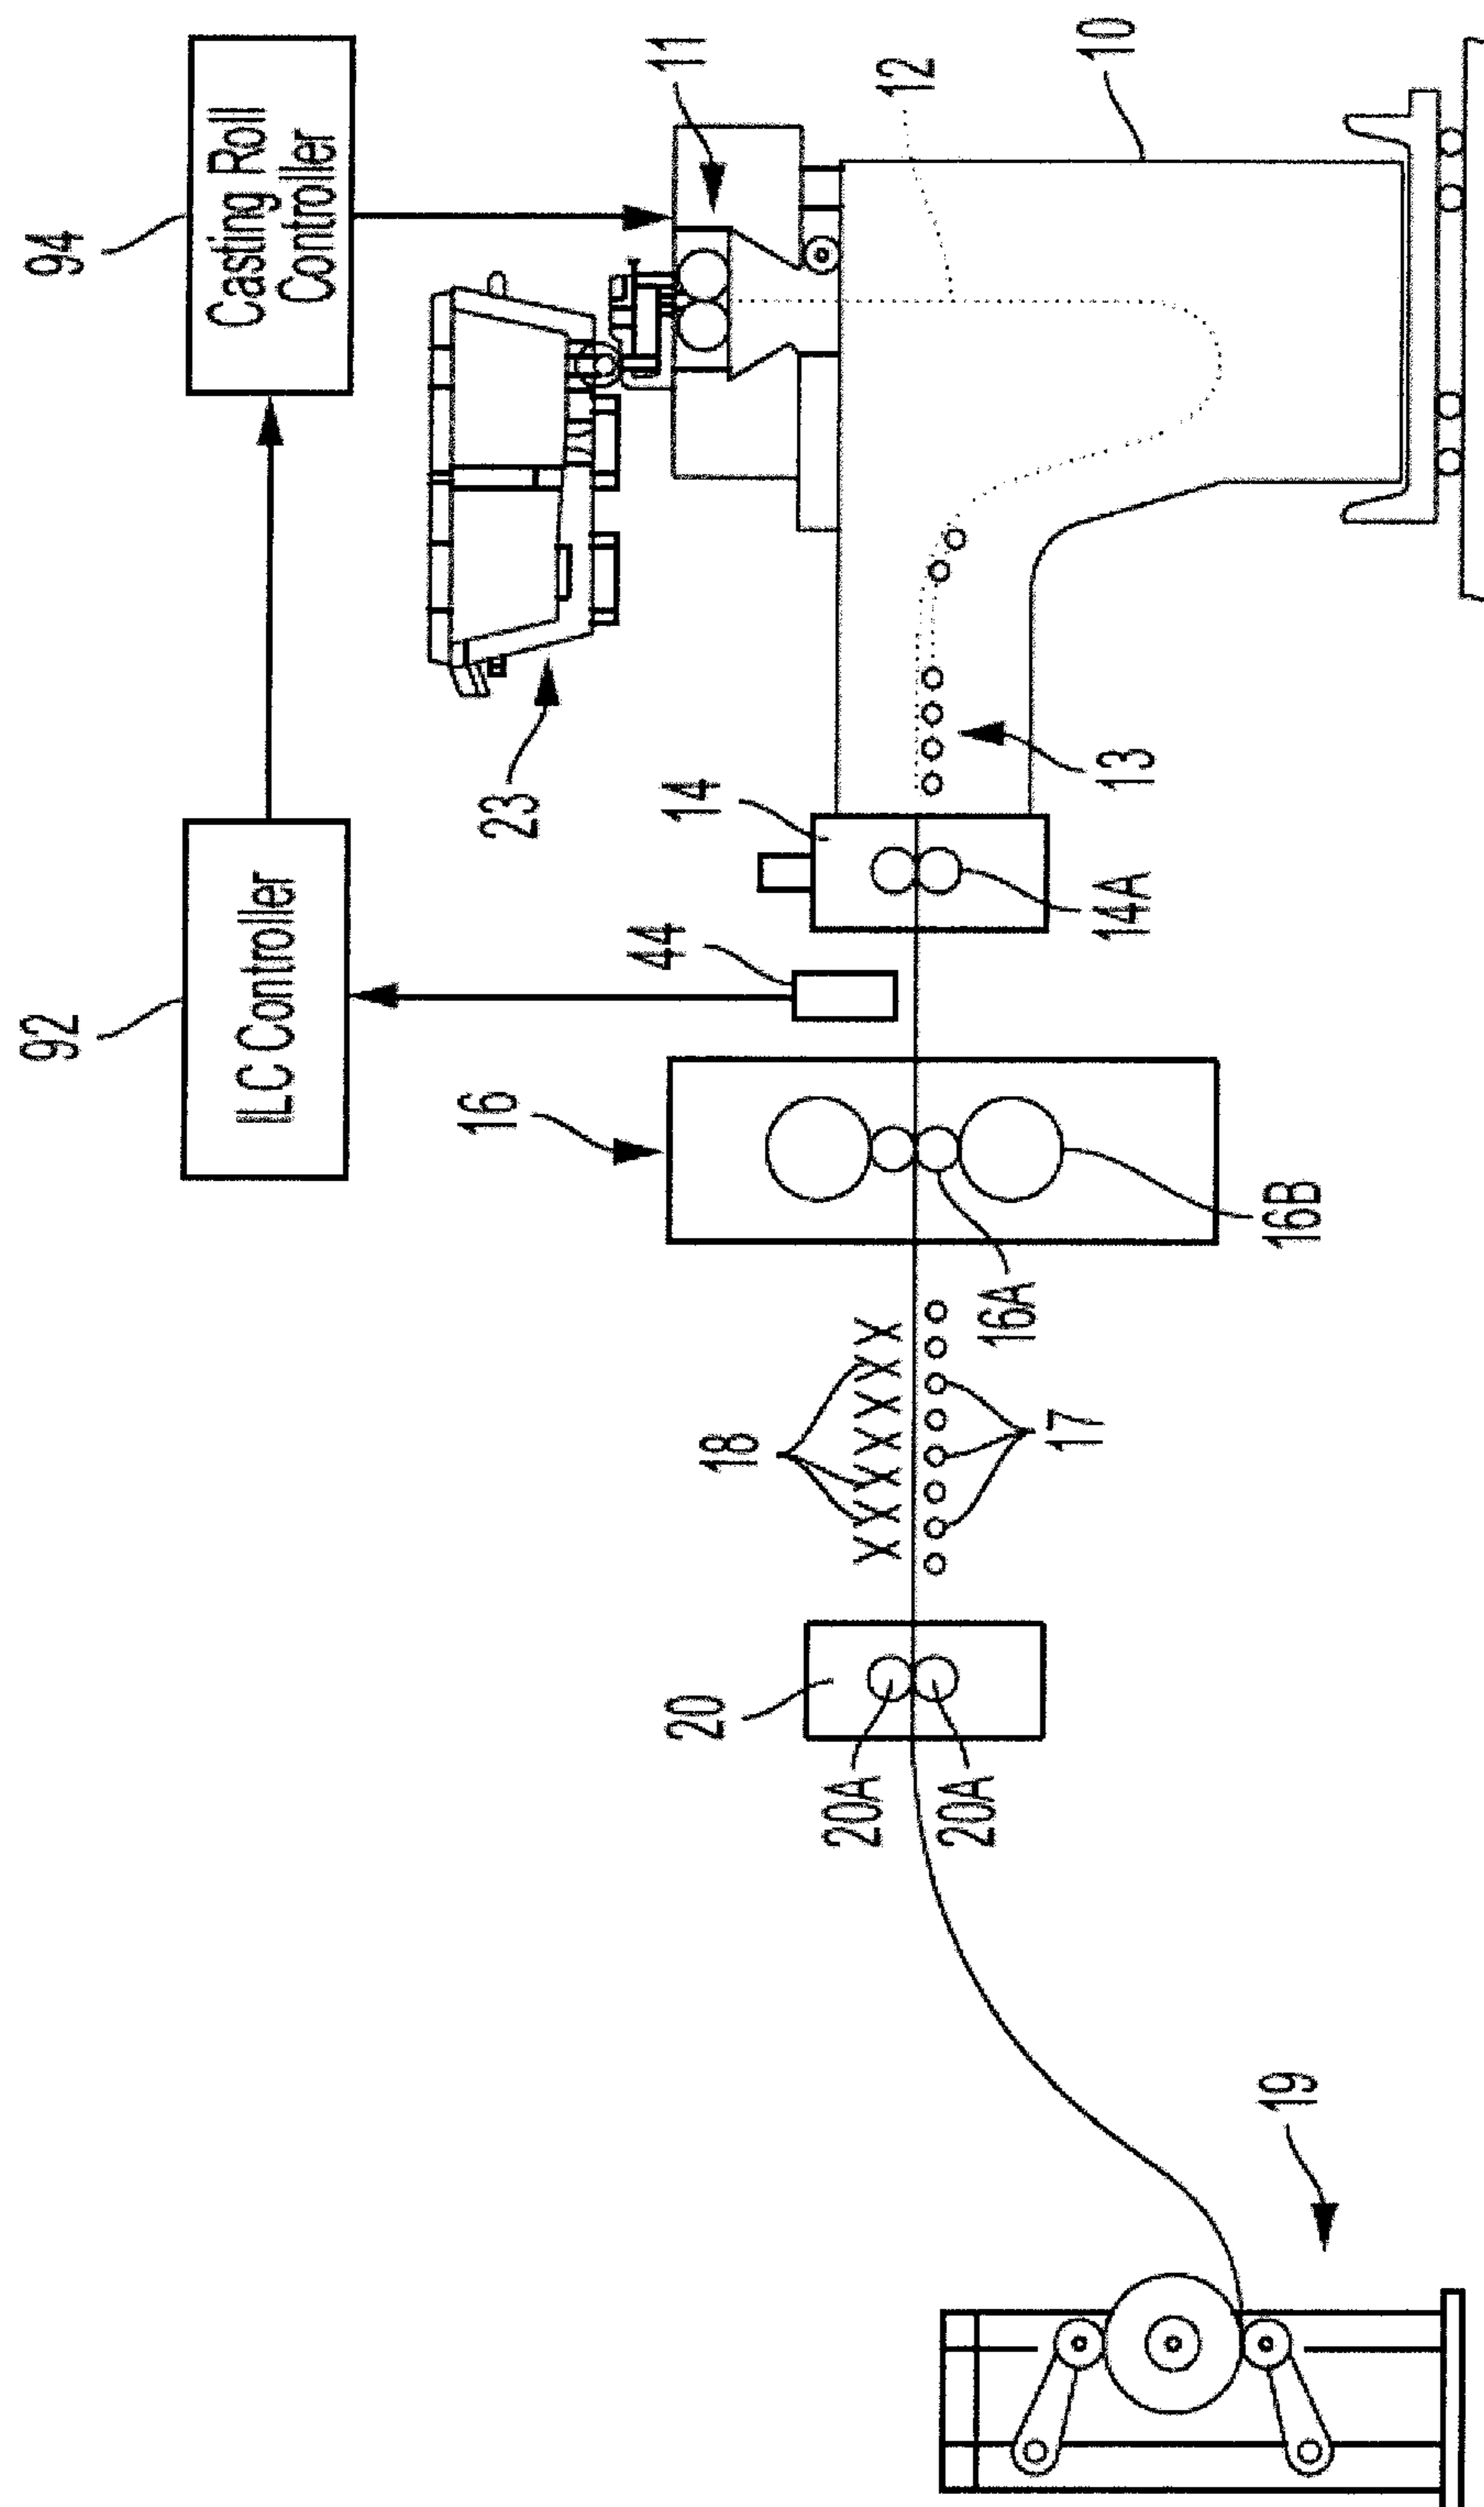 92
94
ILC Controller
Casting Roll
Controller
16
23
44
11
20
18
14
20A
12
20A
16A
17
14A
13
10
19
16B